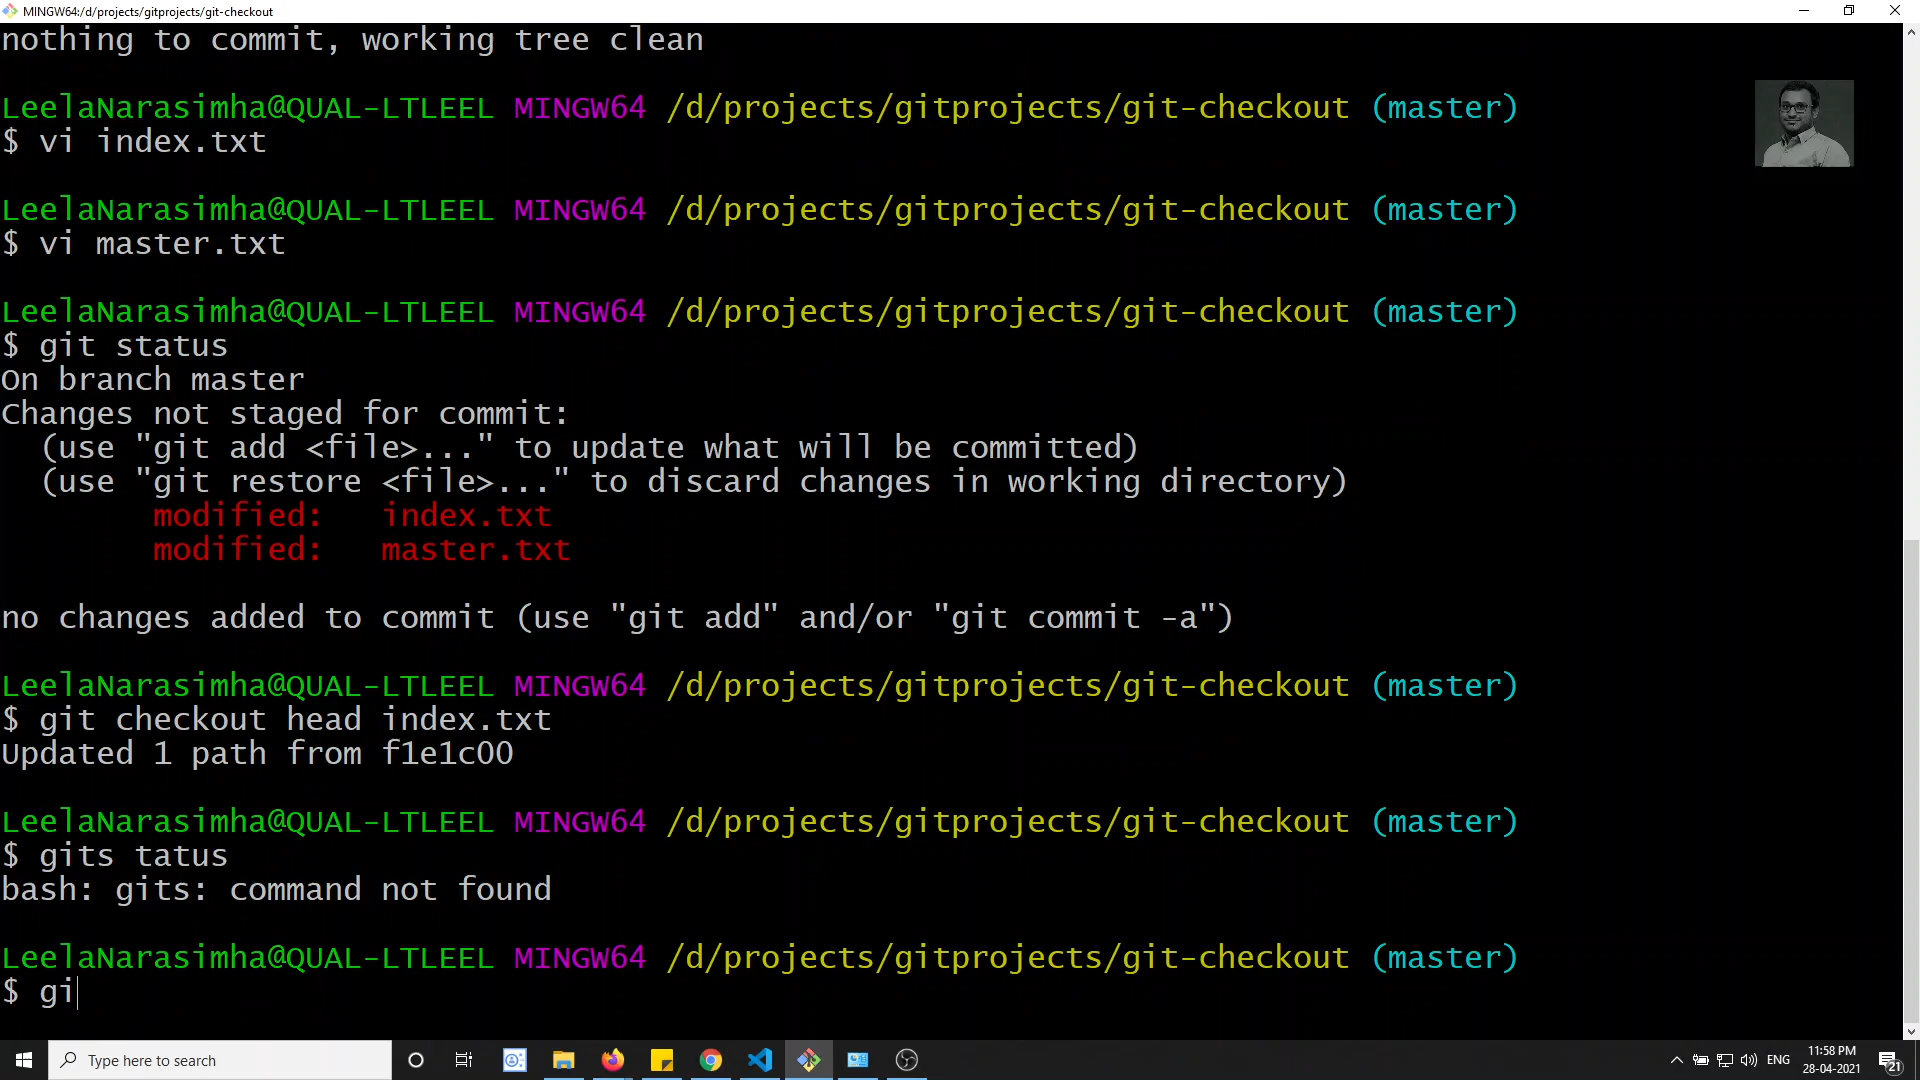 MINGW64:/d/projects/gitprojects/git-checkout
nothing to commit, working tree clean
LeelaNarasimha@QUAL-LTLEEL MINGW64 /d/projects/gitprojects/git-checkout (master)
$ vi index.txt
LeelaNarasimha@QUAL-LTLEEL MINGW64 /d/projects/gitprojects/git-checkout (master)
$ vi master.txt
LeelaNarasimha@QUAL-LTLEEL MINGW64 /d/projects/gitprojects/git-checkout (master)
$ git status
On branch master
Changes not staged for commit:
  (use "git add <file>..." to update what will be committed)
  (use "git restore <file>..." to discard changes in working directory)
        modified:   index.txt
        modified:   master.txt
no changes added to commit (use "git add" and/or "git commit -a")
LeelaNarasimha@QUAL-LTLEEL MINGW64 /d/projects/gitprojects/git-checkout (master)
$ git checkout head index.txt
Updated 1 path from f1e1c00
LeelaNarasimha@QUAL-LTLEEL MINGW64 /d/projects/gitprojects/git-checkout (master)
$ gits tatus
bash: gits: command not found
LeelaNarasimha@QUAL-LTLEEL MINGW64 /d/projects/gitprojects/git-checkout (master)
$ gi
Type here to search
ENG
11:58 PM
28-04-2021
21